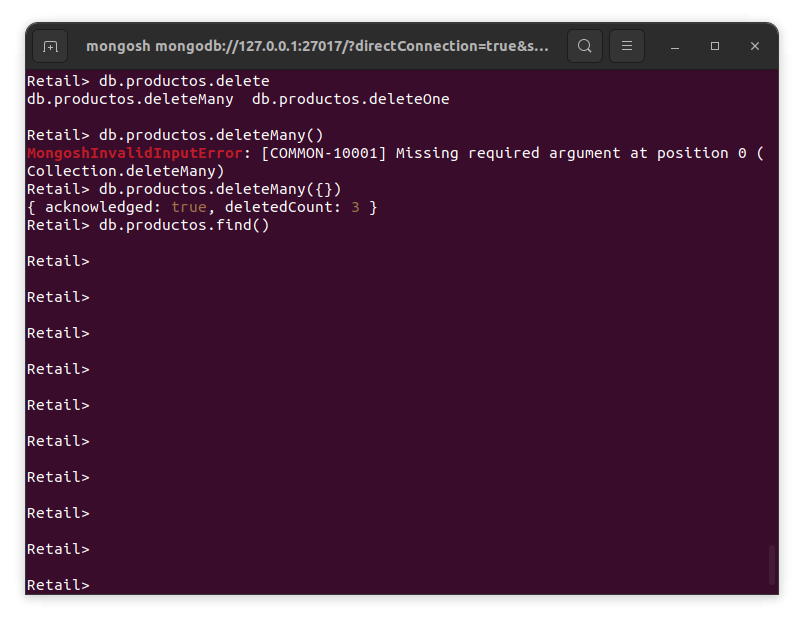 mongosh mongodb://127.0.0.1:27017/?directConnection=true&s...
Retail> db.productos.delete
db.productos.deleteMany  db.productos.deleteOne
Retail> db.productos.deleteMany()
MongoshInvalidInputError: [COMMON-10001] Missing required argument at position 0 (
Collection.deleteMany)
Retail> db.productos.deleteMany({})
{ acknowledged: true, deletedCount: 3 }
Retail> db.productos.find()
Retail>
Retail>
Retail>
Retail>
Retail>
Retail>
Retail>
Retail>
Retail>
Retail>